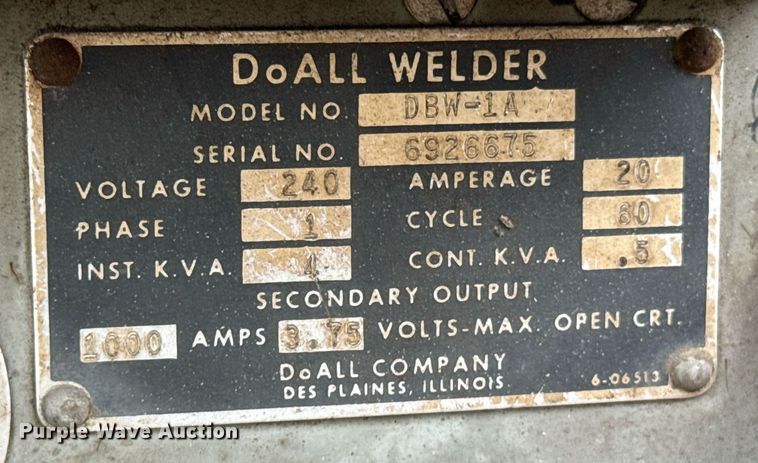 DoALL WELDER
MODEL NO. DBW-1A
SERIAL NO. 6926675
VOLTAGE 240 AMPERAGE 20
PHASE 1 CYCLE 60
INST. K.V.A. 4 CONT. K.V.A. .5
SECONDARY OUTPUT
1000 AMPS 3.75 VOLTS-MAX. OPEN CRT.
DoALL COMPANY
DES PLAINES, ILLINOIS 6-06513
Purple Wave Auction